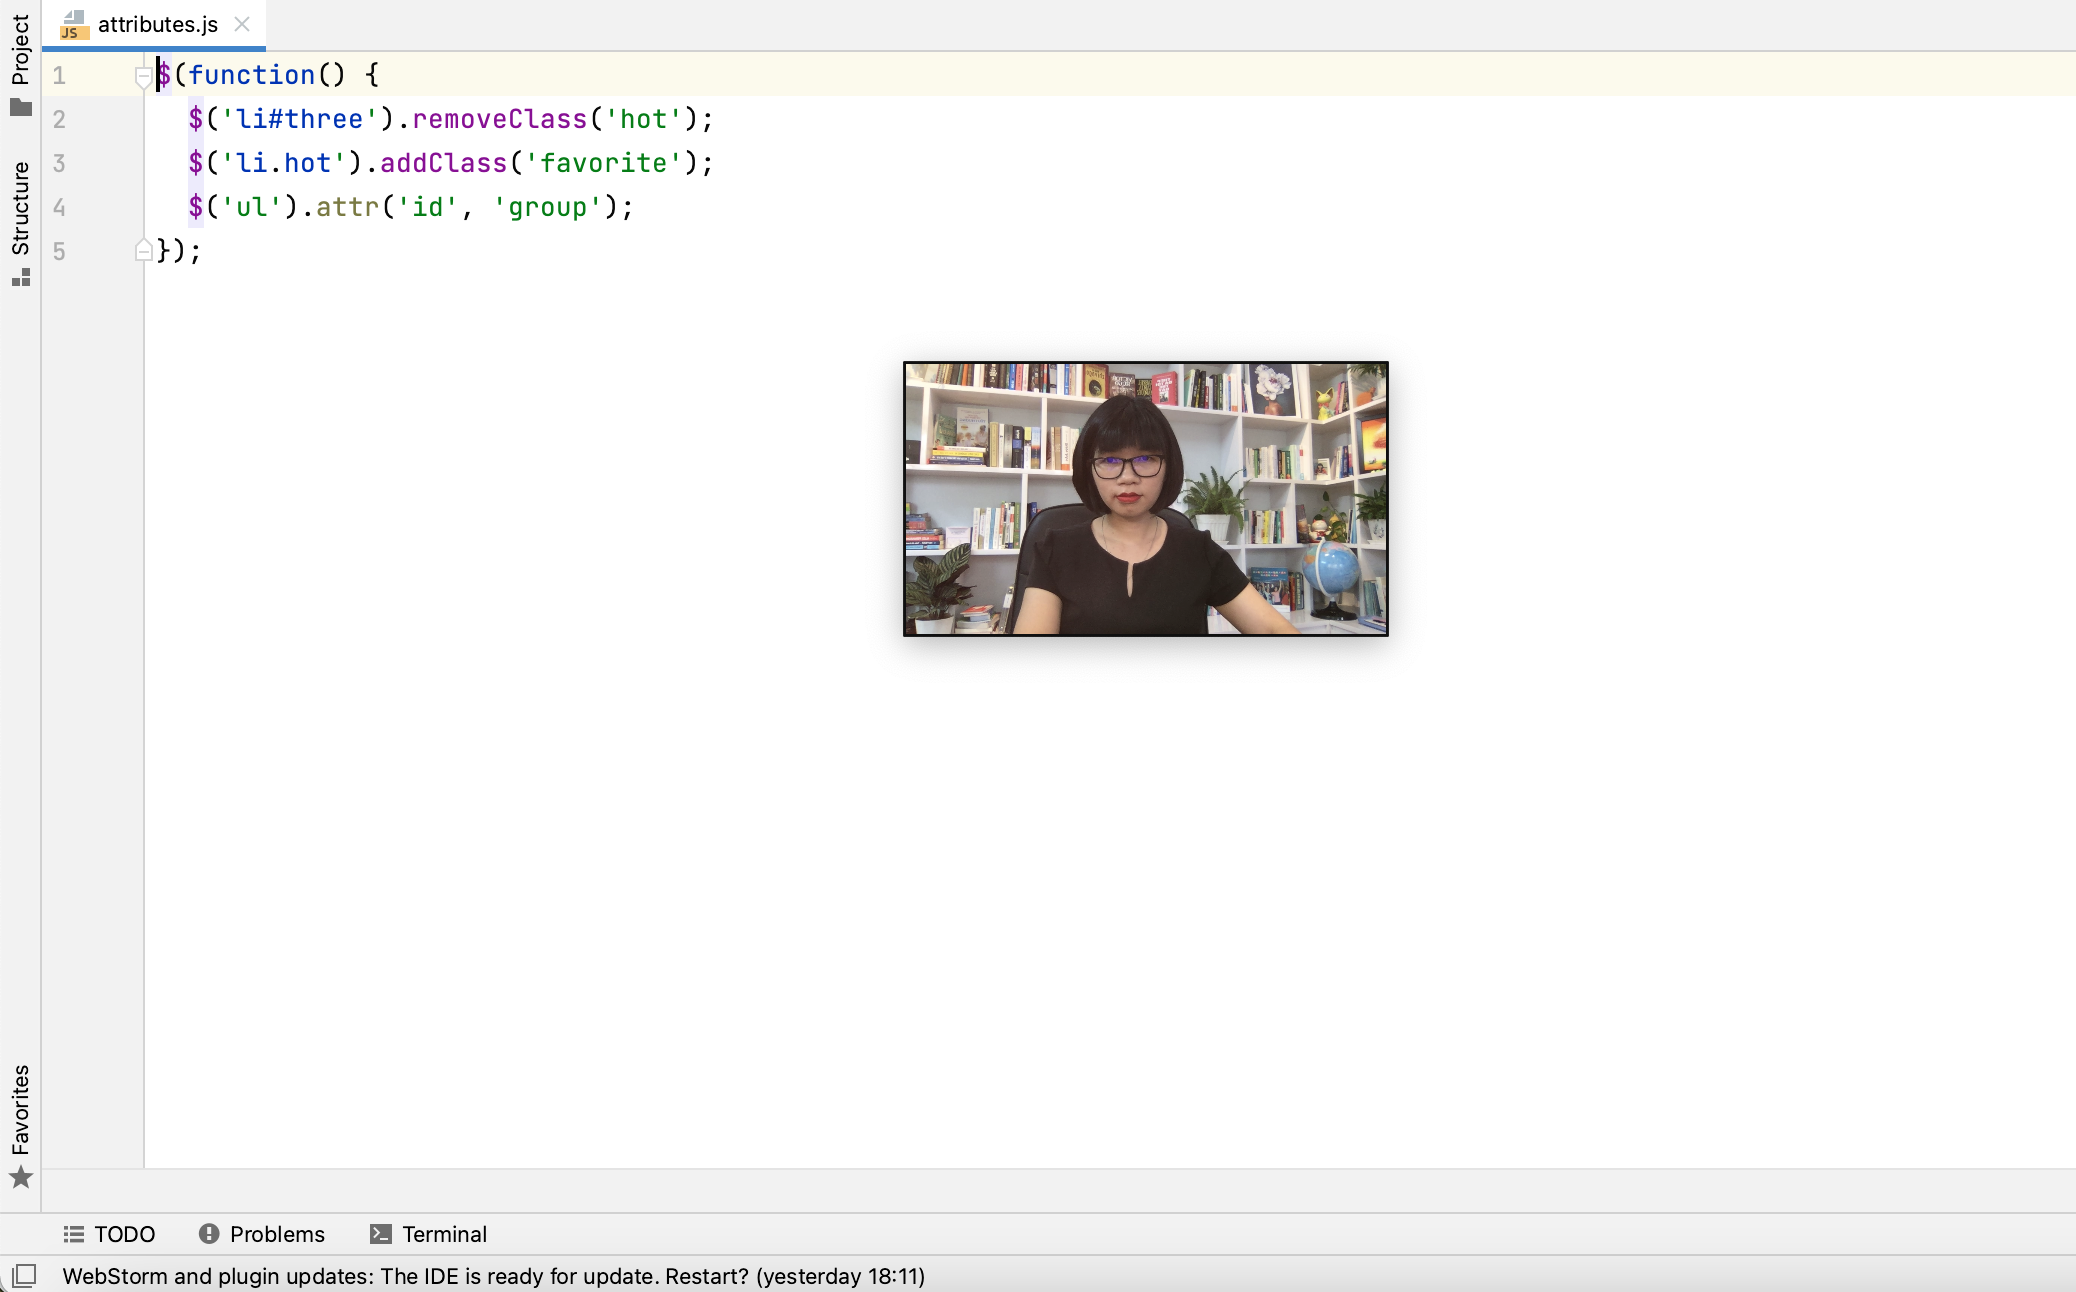 Project
Structure
Favorites
JS attributes.js
1 $(function() {
2 $('li#three').removeClass('hot');
3 $('li.hot').addClass('favorite');
4 $('ul').attr('id', 'group');
5 });
TODO
Problems
Terminal
WebStorm and plugin updates: The IDE is ready for update. Restart? (yesterday 18:11)